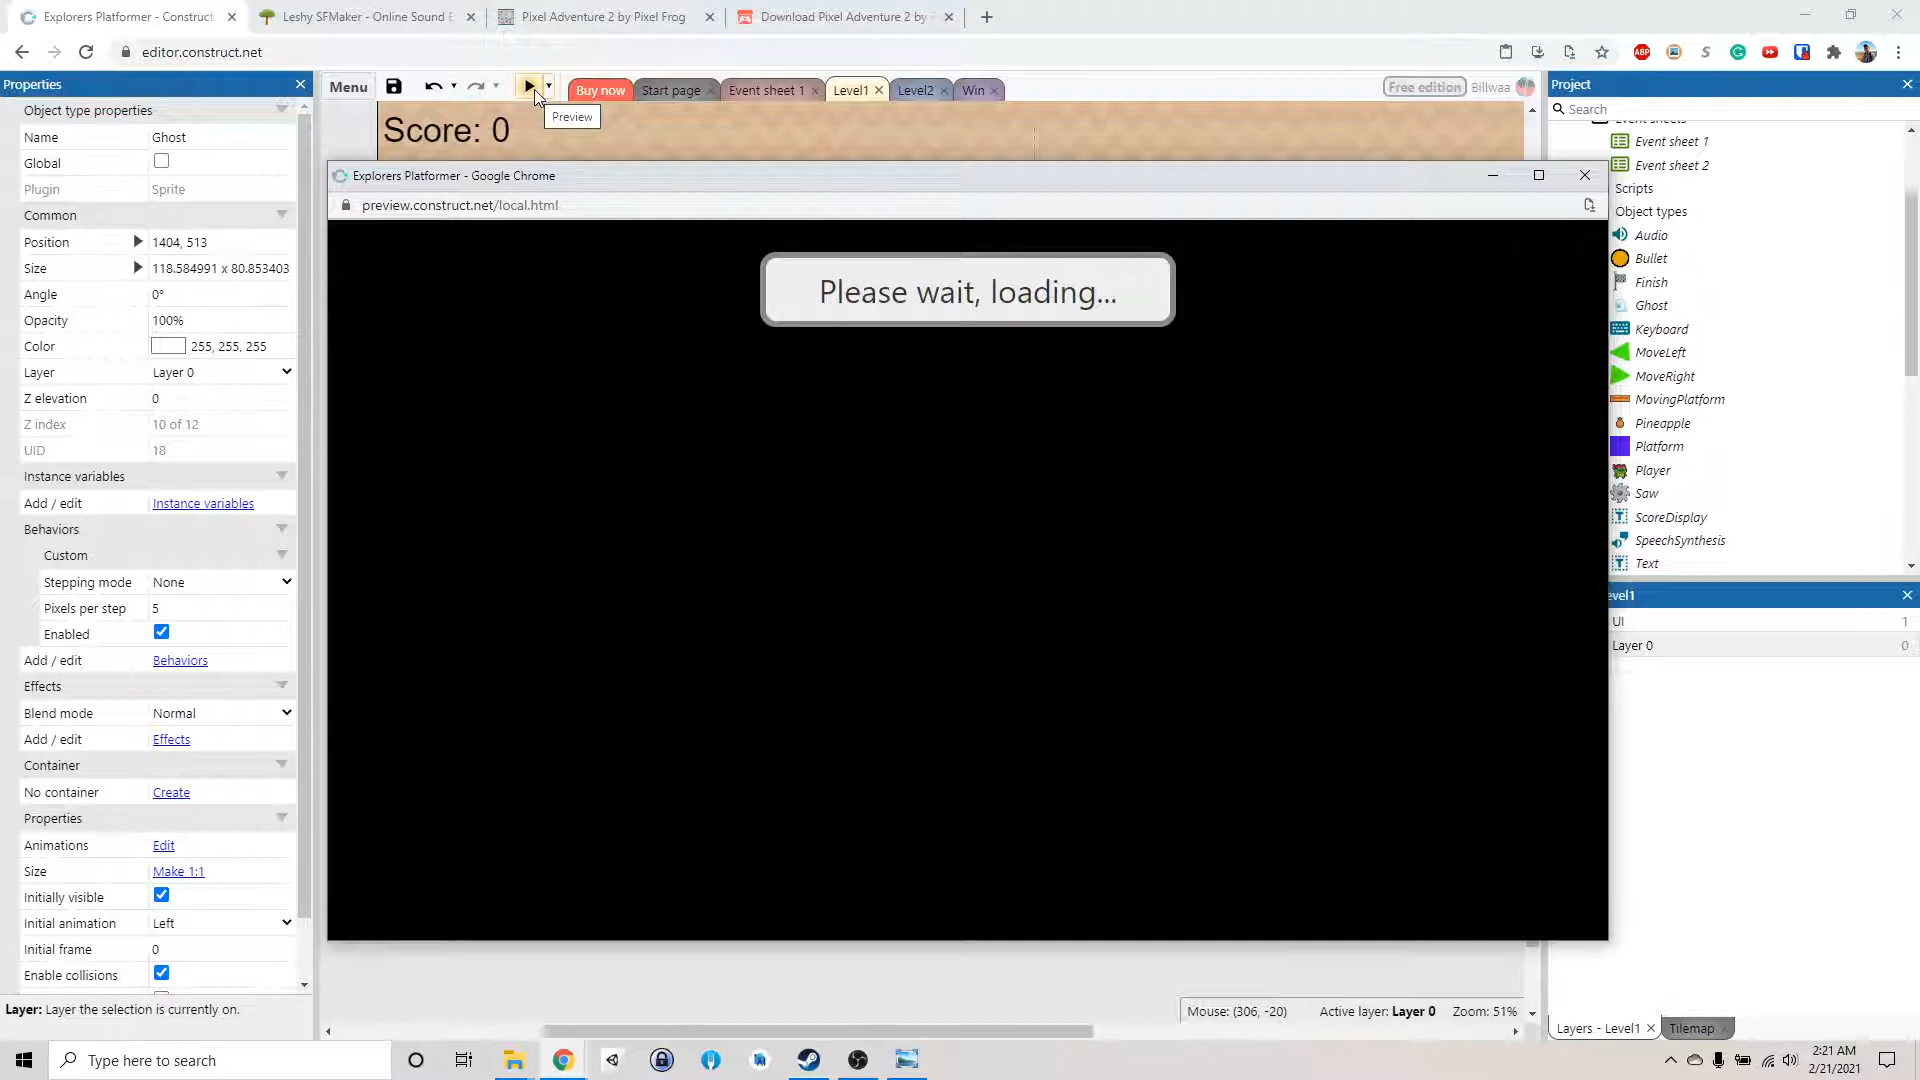 Explorers Platformer - Construct
Leshy SFMaker - Online Sound E
Pixel Adventure 2 by Pixel Frog
Download Pixel Adventure 2 by
editor.construct.net
ABP
Properties
Menu
Buy now
Start page
Event sheet 1
Level1
Level2
Win
Free edition
Billwaa
Project
Preview
Score: 0
Search
Object type properties
Name Ghost
Global
Plugin Sprite
Common
Position 1404, 513
Size 118.584991 x 80.853403
Angle 0°
Opacity 100%
Color 255, 255, 255
Layer Layer 0
Z elevation 0
Z index 10 of 12
UID 18
Instance variables
Add / edit Instance variables
Behaviors
Custom
Stepping mode None
Pixels per step 5
Enabled
Add / edit Behaviors
Effects
Blend mode Normal
Add / edit Effects
Container
No container Create
Properties
Animations Edit
Size Make 1:1
Initially visible
Initial animation Left
Initial frame 0
Enable collisions
Layer: Layer the selection is currently on.
Explorers Platformer - Google Chrome
preview.construct.net/local.html
Please wait, loading...
Event sheets
Event sheet 1
Event sheet 2
Scripts
Object types
Audio
Bullet
Finish
Ghost
Keyboard
MoveLeft
MoveRight
MovingPlatform
Pineapple
Platform
Player
Saw
ScoreDisplay
SpeechSynthesis
Text
evel1
UI 1
Layer 0 0
Mouse: (306, -20)
Active layer: Layer 0
Zoom: 51%
Layers - Level1
Tilemap
Type here to search
2:21 AM
2/21/2021